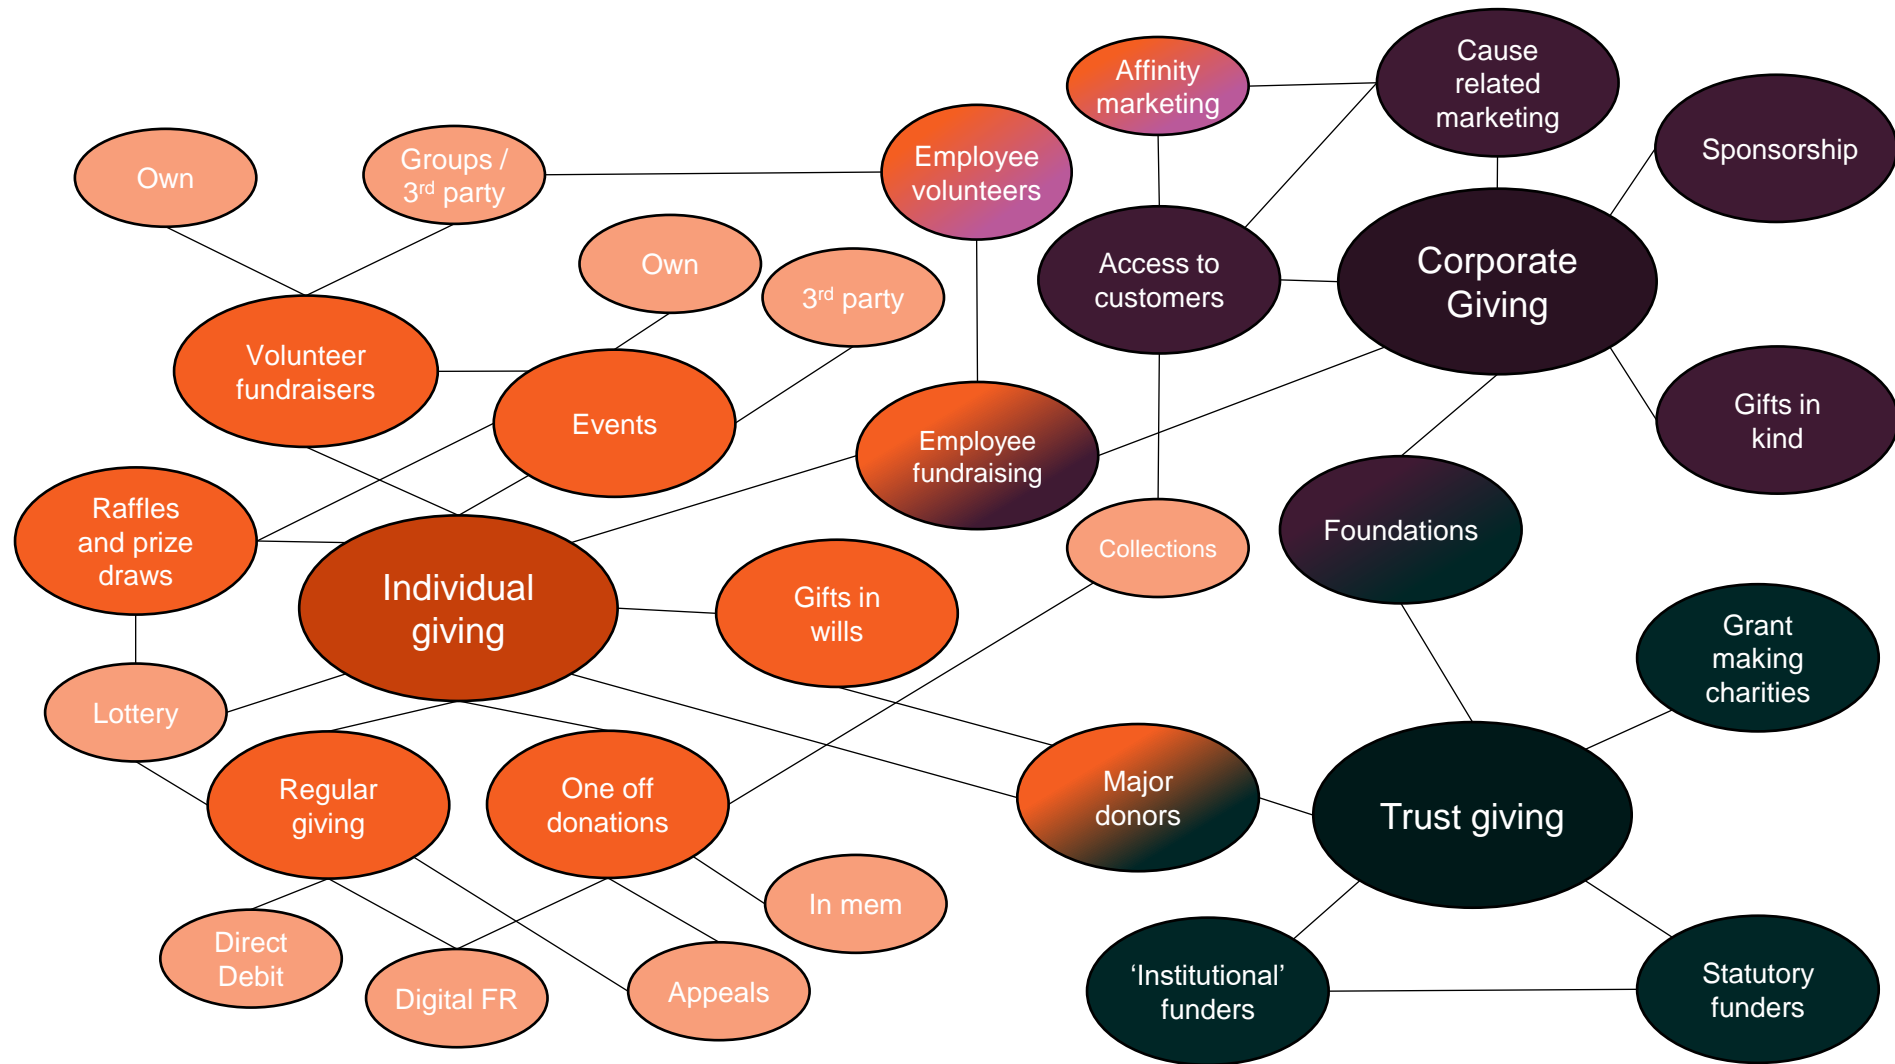 Affinity
marketing
Cause
related
marketing
Sponsorship
Own
Groups /
3rd party
Employee
volunteers
Own
3rd party
Access to
customers
Corporate
Giving
Volunteer
fundraisers
Events
Employee
fundraising
Gifts in
kind
Raffles
and prize
draws
Collections
Foundations
Individual
giving
Gifts in
wills
Grant
making
charities
Lottery
Regular
giving
One off
donations
Major
donors
Trust giving
In mem
Direct
Debit
Digital FR
Appeals
‘Institutional’
funders
Statutory
funders